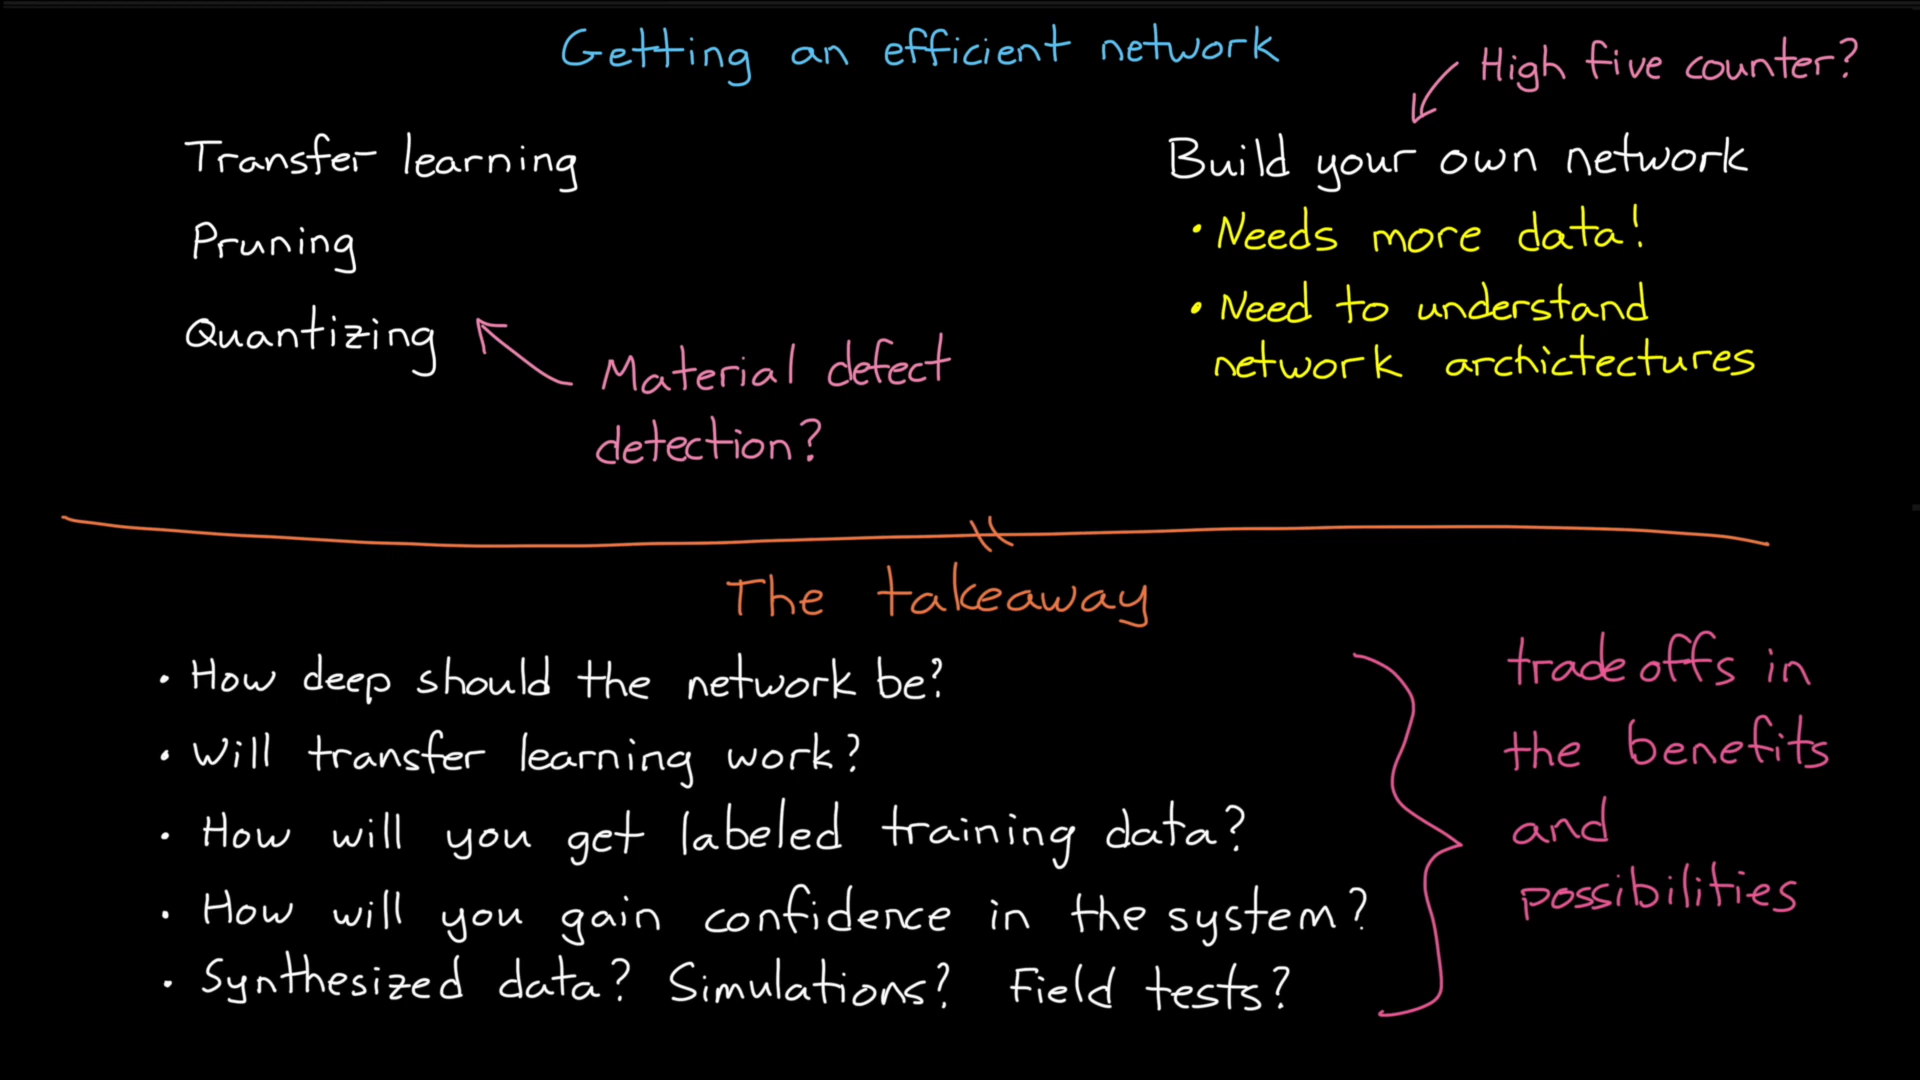 Getting an efficient network
High five counter?
Transfer learning
Pruning
Quantizing
Material defect
detection?
Build your own network
• Needs more data!
• Need to understand
network archictectures
The takeaway
• How deep should the network be?
• Will transfer learning work?
• How will you get labeled training data?
• How will you gain confidence in the system?
• Synthesized data? Simulations? Field tests?
trade offs in
the benefits
and
possibilities